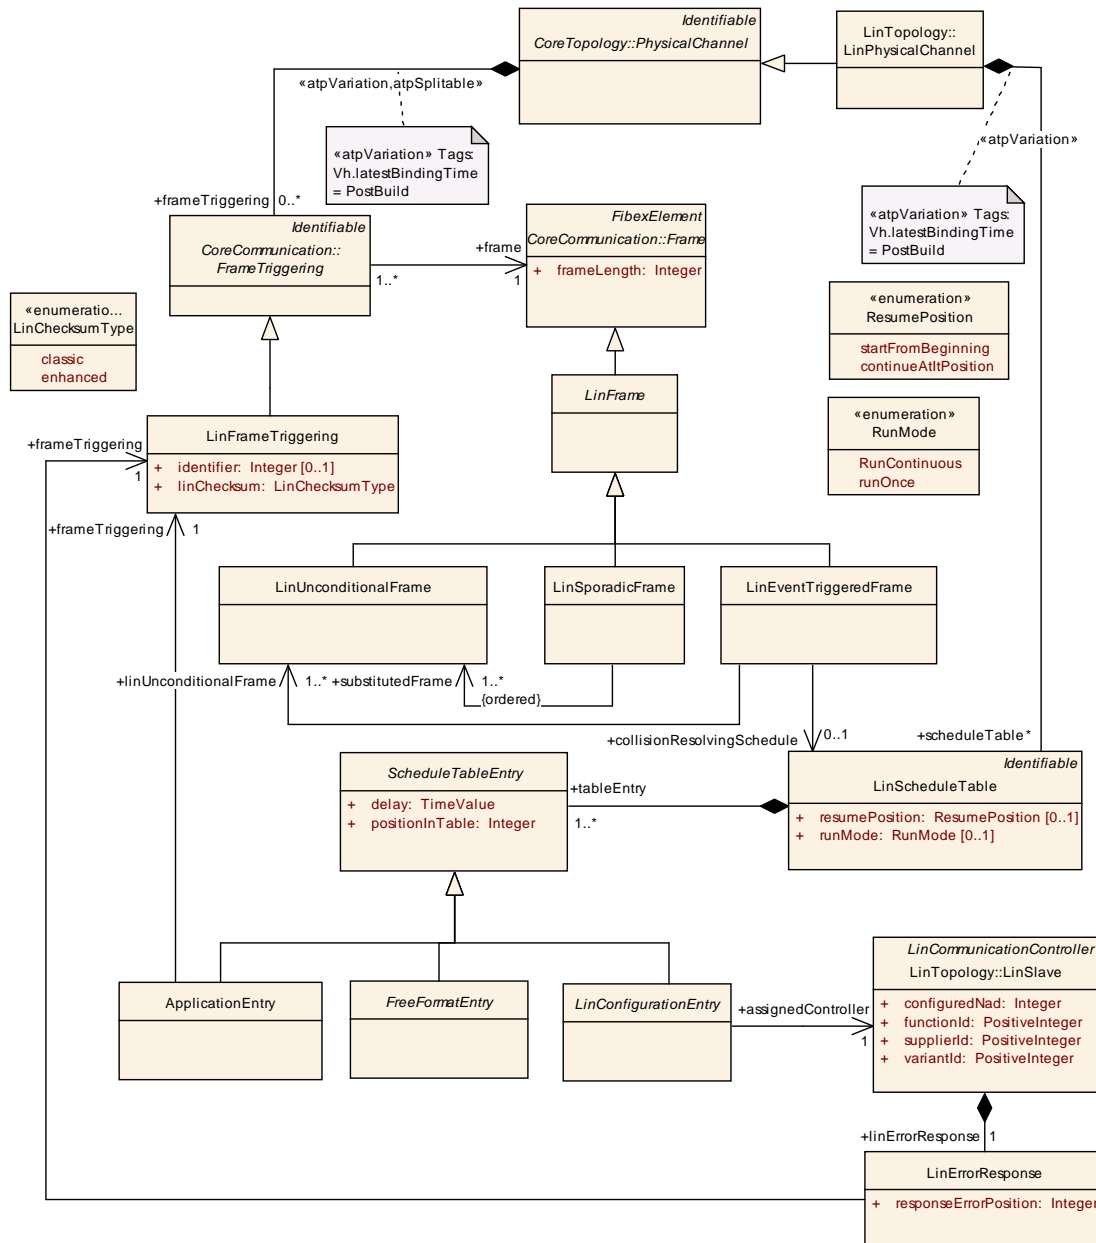 Identifiable
CoreTopology::PhysicalChannel
LinTopology::
LinPhysicalChannel
«atpVariation,atpSplitable»
«atpVariation»
«atpVariation» Tags:
Vh.latestBindingTime
= PostBuild
«atpVariation» Tags:
Vh.latestBindingTime
= PostBuild
+frameTriggering 0..*
Identifiable
CoreCommunication::
FrameTriggering
+frame
1..*
1
FibexElement
CoreCommunication::Frame
+ frameLength: Integer
«enumeratio...
LinChecksumType
classic
enhanced
«enumeration»
ResumePosition
startFromBeginning
continueAtItPosition
LinFrame
«enumeration»
RunMode
RunContinuous
runOnce
+frameTriggering
1
LinFrameTriggering
+ identifier: Integer [0..1]
+ linChecksum: LinChecksumType
+frameTriggering
1
LinUnconditionalFrame
LinSporadicFrame
LinEventTriggeredFrame
+linUnconditionalFrame
1..*
+substitutedFrame
1..*
{ordered}
+collisionResolvingSchedule
0..1
+scheduleTable
*
ScheduleTableEntry
+ delay: TimeValue
+ positionInTable: Integer
+tableEntry
1..*
Identifiable
LinScheduleTable
+ resumePosition: ResumePosition [0..1]
+ runMode: RunMode [0..1]
ApplicationEntry
FreeFormatEntry
LinConfigurationEntry
+assignedController
1
LinCommunicationController
LinTopology::LinSlave
+ configuredNad: Integer
+ functionId: PositiveInteger
+ supplierId: PositiveInteger
+ variantId: PositiveInteger
+linErrorResponse
1
LinErrorResponse
+ responseErrorPosition: Integer